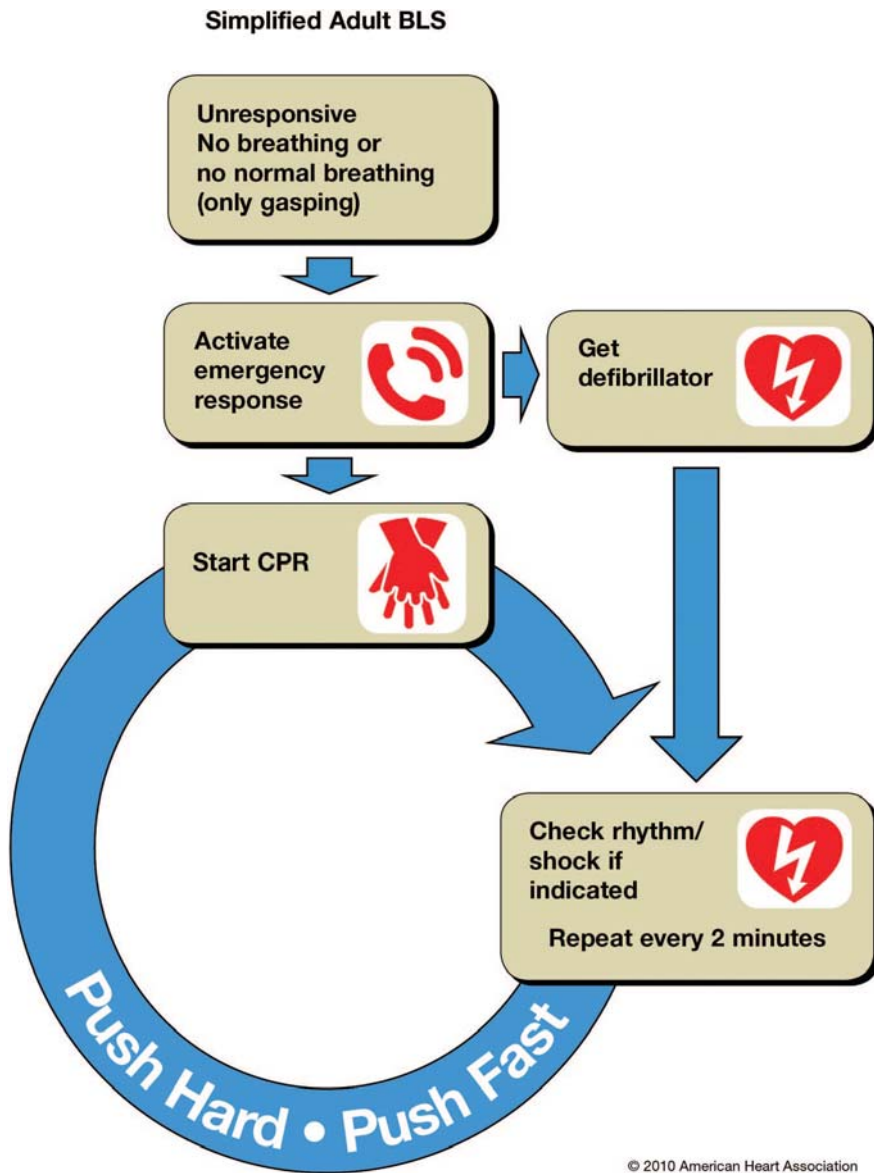 Simplified Adult BLS
Unresponsive
No breathing or
no normal breathing
(only gasping)
Activate
emergency
response
Get
defibrillator
Start CPR
Check rhythm/
shock if
indicated
Repeat every 2 minutes
Push Hard • Push Fast
© 2010 American Heart Association